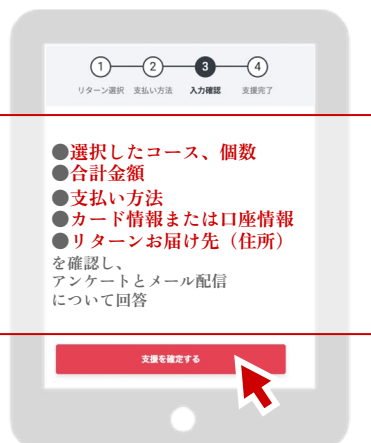 1 2 3 4
リターン選択 支払い方法 入力確認 支援完了
●選択したコース、個数
●合計金額
●支払い方法
●カード情報または口座情報
●リターンお届け先（住所）
を確認し、
アンケートとメール配信
について回答
支援を確定する